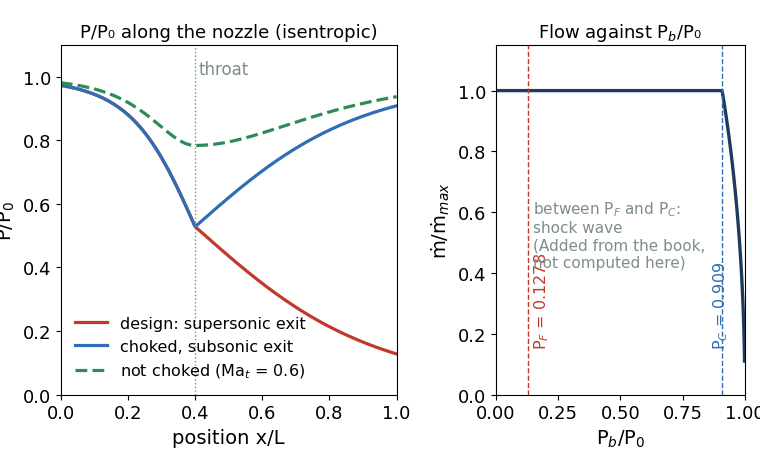 P/P₀ along the nozzle (isentropic)
P/P₀
throat
design: supersonic exit
choked, subsonic exit
not choked (Maₜ = 0.6)
0.0
0.2
0.4
0.6
0.8
1.0
0.0 0.2 0.4 0.6 0.8 1.0
position x/L
Flow against P_b/P₀
ṁ/ṁ_max
between P_F and P_C:
shock wave
(Added from the book,
not computed here)
P_F = 0.1278
P_C = 0.909
0.0
0.2
0.4
0.6
0.8
1.0
0.00 0.25 0.50 0.75 1.00
P_b/P₀